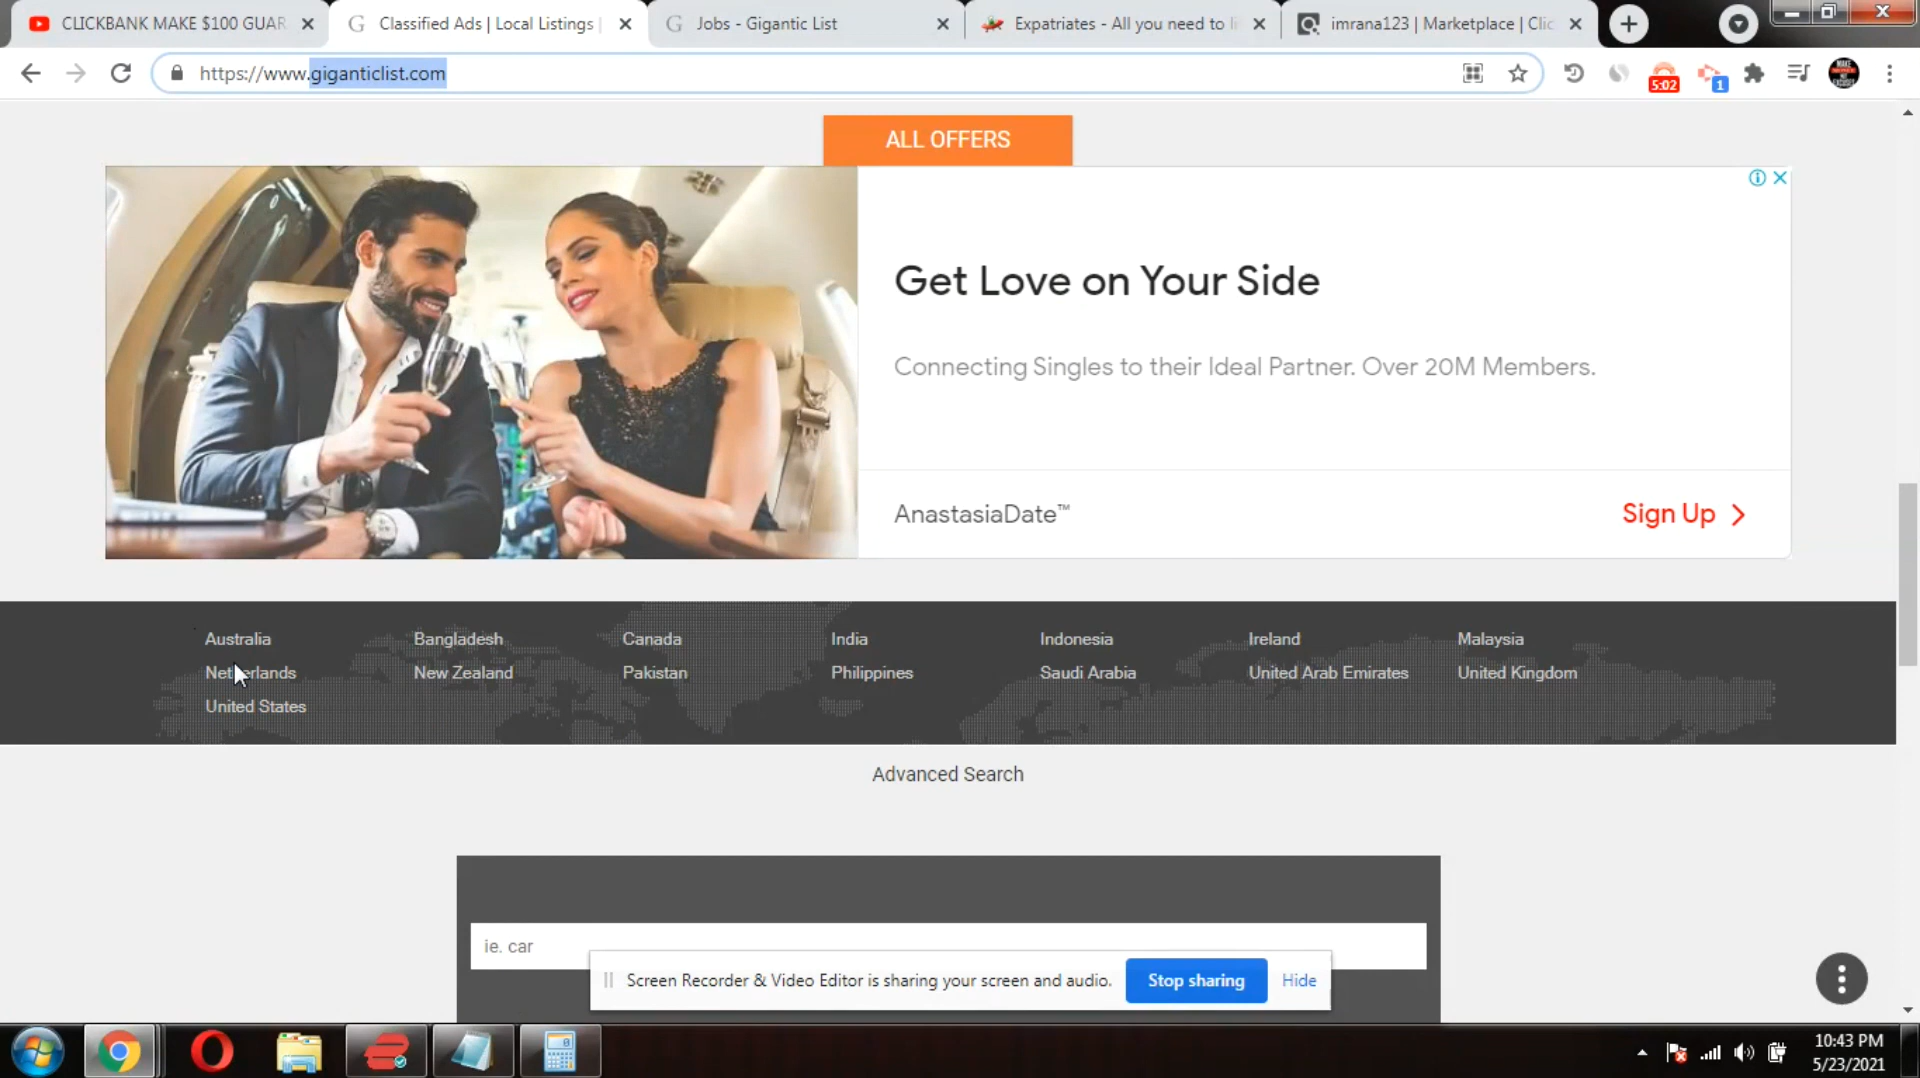 CLICKBANK MAKE $100 GUAR
Classified Ads | Local Listings |
Jobs - Gigantic List
Expatriates - All you need to li
imrana123 | Marketplace | Clic
https://www.giganticlist.com
5:02
1
ALL OFFERS
Get Love on Your Side
Connecting Singles to their Ideal Partner. Over 20M Members.
AnastasiaDate™
Sign Up
Australia Bangladesh Canada India Indonesia Ireland Malaysia
Netherlands New Zealand Pakistan Philippines Saudi Arabia United Arab Emirates United Kingdom
United States
Advanced Search
ie. car
Screen Recorder & Video Editor is sharing your screen and audio.
Stop sharing
Hide
10:43 PM
5/23/2021